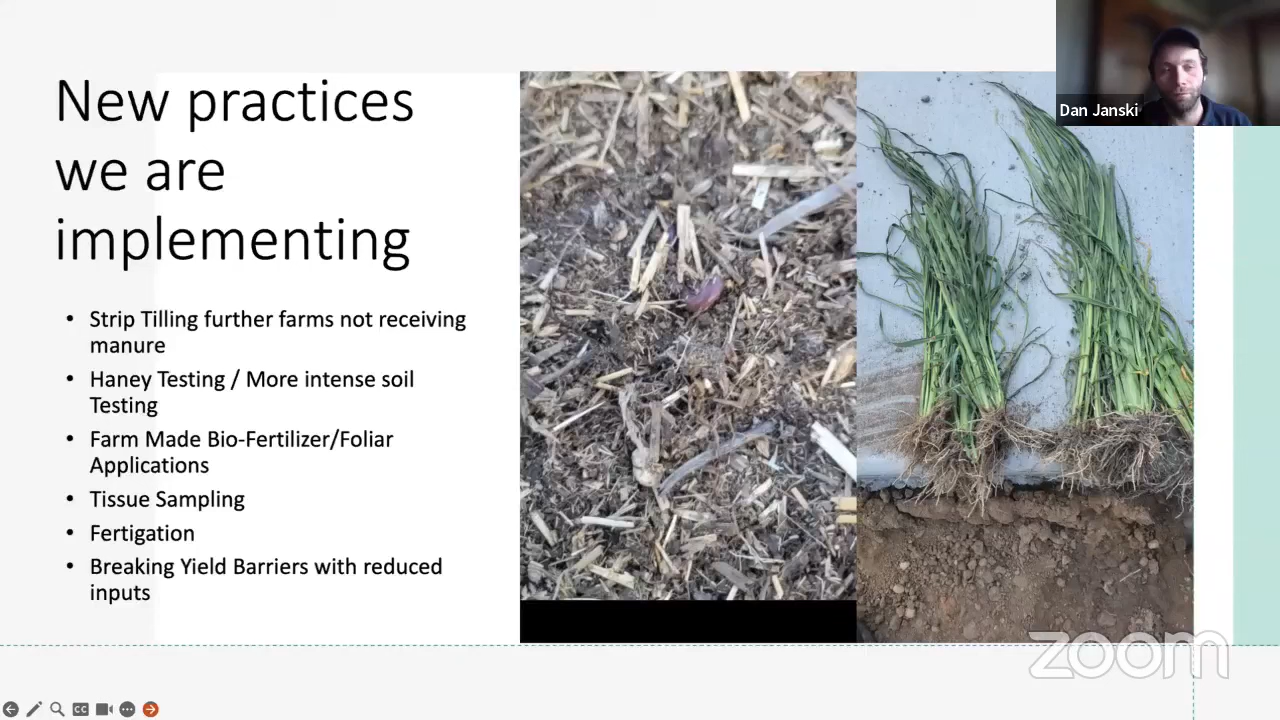 New practices
we are
implementing
• Strip Tilling further farms not receiving
manure
• Haney Testing / More intense soil
Testing
• Farm Made Bio-Fertilizer/Foliar
Applications
• Tissue Sampling
• Fertigation
• Breaking Yield Barriers with reduced
inputs
Dan Janski
zoom
CC